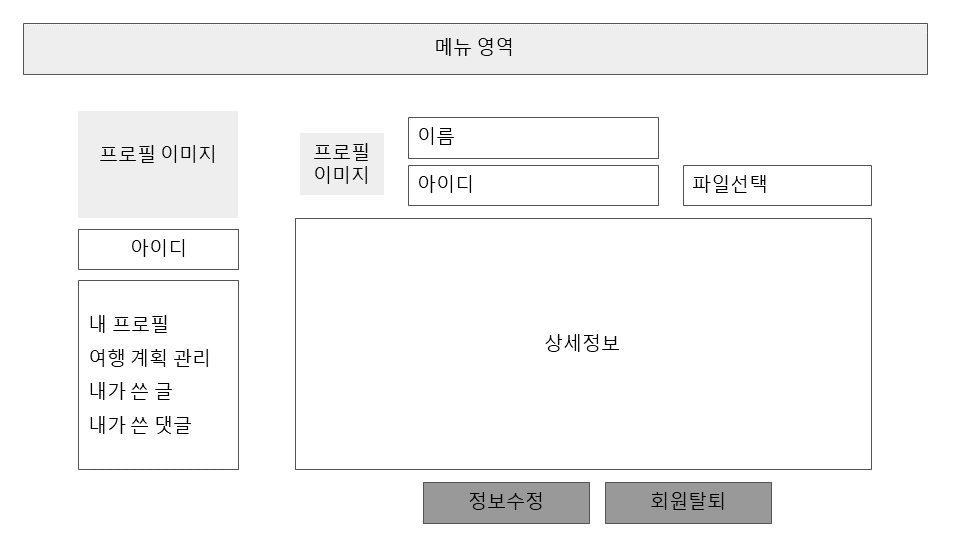 메뉴 영역
프로필 이미지
아이디
내 프로필
여행 계획 관리
내가 쓴 글
내가 쓴 댓글
프로필
이미지
이름
아이디
파일선택
상세정보
정보수정
회원탈퇴